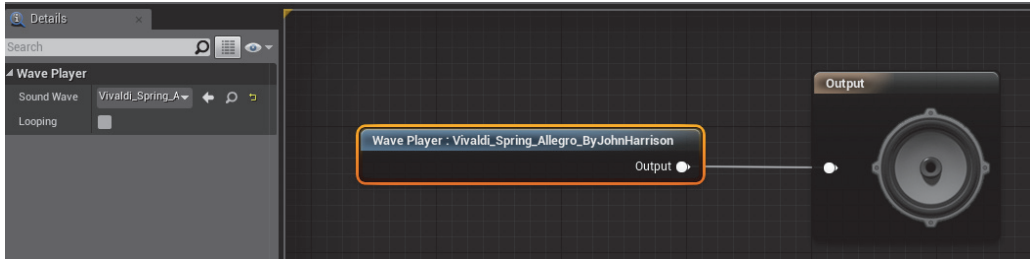 Details
Search
Wave Player
Sound Wave Vivaldi_Spring_A
Looping
Wave Player : Vivaldi_Spring_Allegro_ByJohnHarrison
Output
Output